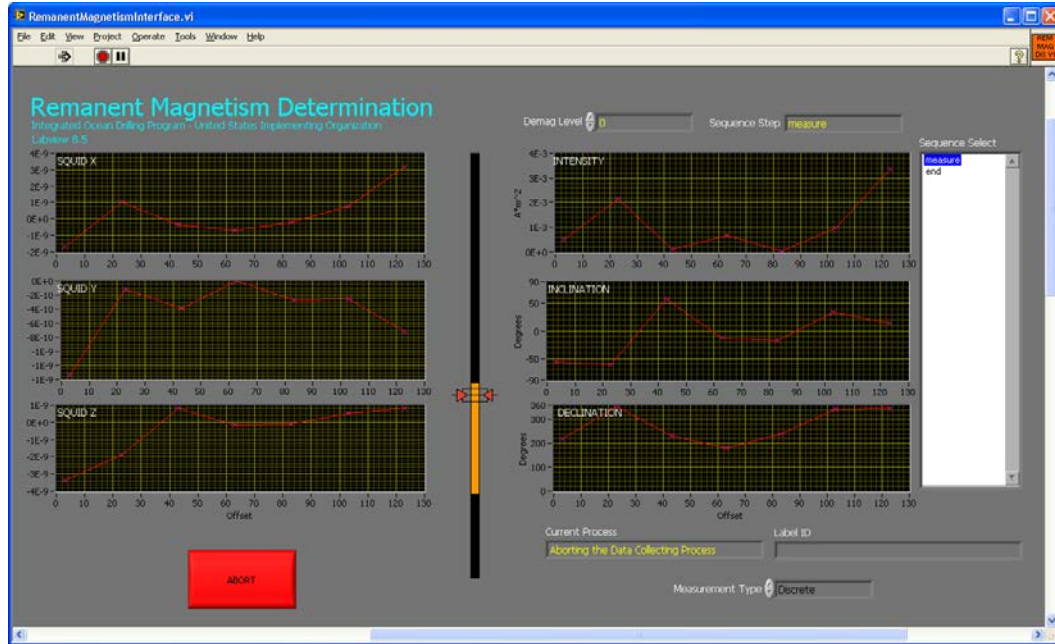 RemanentMagnetismInterface.vi
File Edit View Project Operate Tools Window Help
REM
MAG
Remanent Magnetism Determination
Integrated Ocean Drilling Program - United States Implementing Organization
Labview 8.5
Demag Level 0
Sequence Step measure
Sequence Select
measure
end
SQUID X
4E-9
3E-9
2E-9
1E-9
0E+0
-1E-9
-2E-9
0 10 20 30 40 50 60 70 80 90 100 110 120 130
SQUID Y
0E+0
-2E-10
-4E-10
-6E-10
-8E-10
-1E-9
-1E-9
0 10 20 30 40 50 60 70 80 90 100 110 120 130
SQUID Z
1E-9
0E+0
-1E-9
-2E-9
-3E-9
-4E-9
0 10 20 30 40 50 60 70 80 90 100 110 120 130
Offset
INTENSITY
A*m^2
4E-3
3E-3
2E-3
1E-3
0E+0
0 10 20 30 40 50 60 70 80 90 100 110 120 130
INCLINATION
Degrees
90
50
0
-50
-90
0 10 20 30 40 50 60 70 80 90 100 110 120 130
DECLINATION
Degrees
360
300
200
100
0
0 10 20 30 40 50 60 70 80 90 100 110 120 130
Offset
Current Process
Aborting the Data Collecting Process
Label ID
Measurement Type Discrete
ABORT